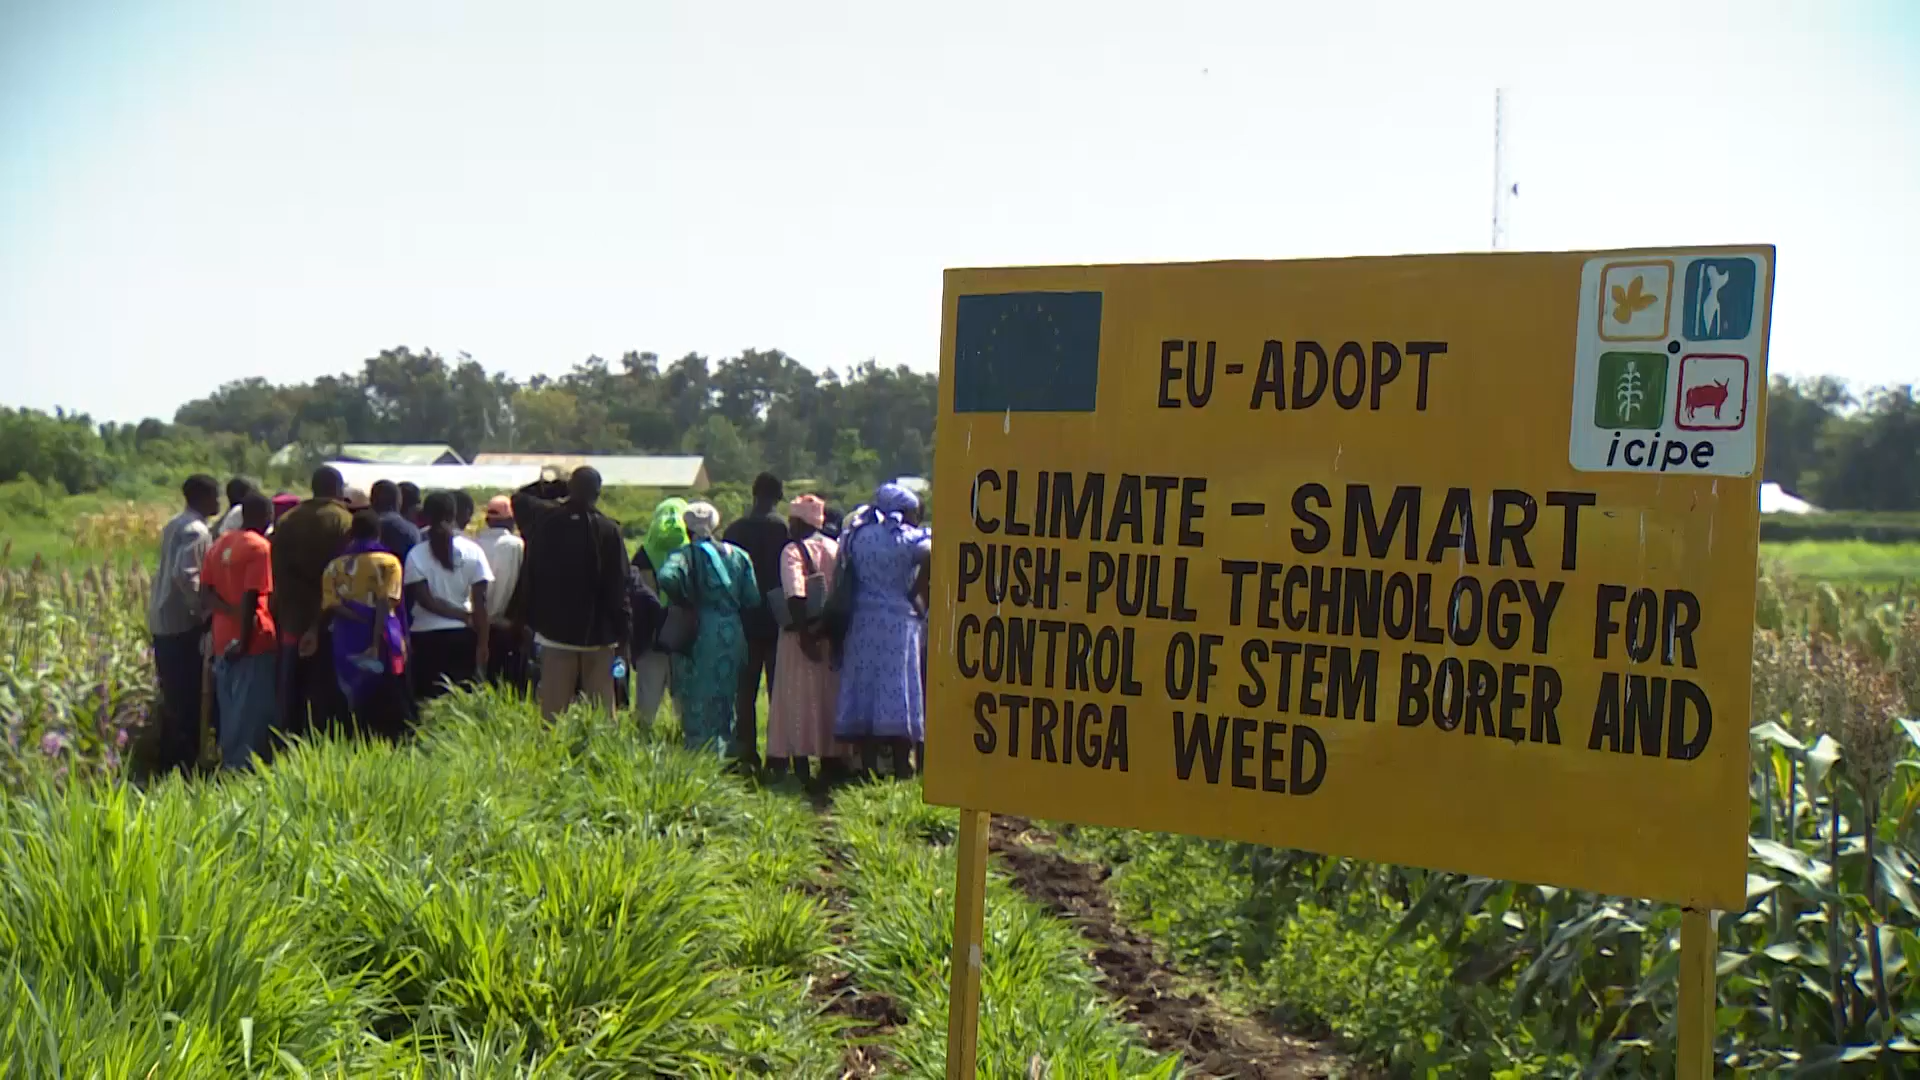 EU-ADOPT
icipe
CLIMATE - SMART
PUSH-PULL TECHNOLOGY FOR
CONTROL OF STEM BORER AND
STRIGA WEED